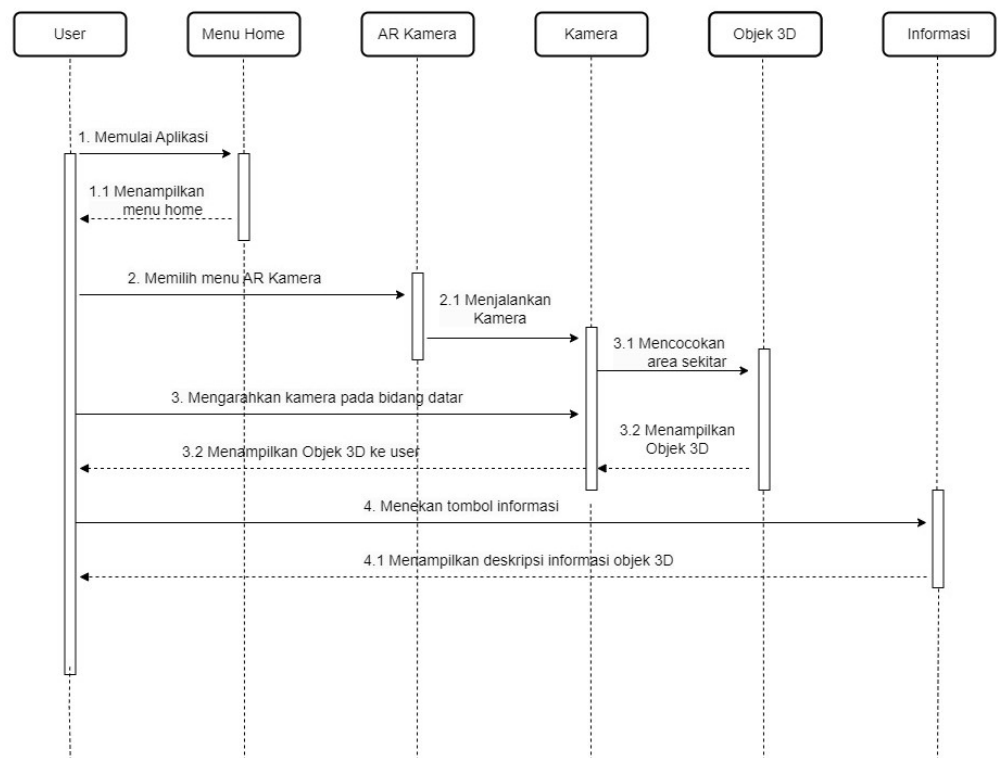 User
Menu Home
AR Kamera
Kamera
Objek 3D
Informasi
1. Memulai Aplikasi
1.1 Menampilkan
menu home
2. Memilih menu AR Kamera
2.1 Menjalankan
Kamera
3.1 Mencocokan
area sekitar
3. Mengarahkan kamera pada bidang datar
3.2 Menampilkan
Objek 3D
3.2 Menampilkan Objek 3D ke user
4. Menekan tombol informasi
4.1 Menampilkan deskripsi informasi objek 3D